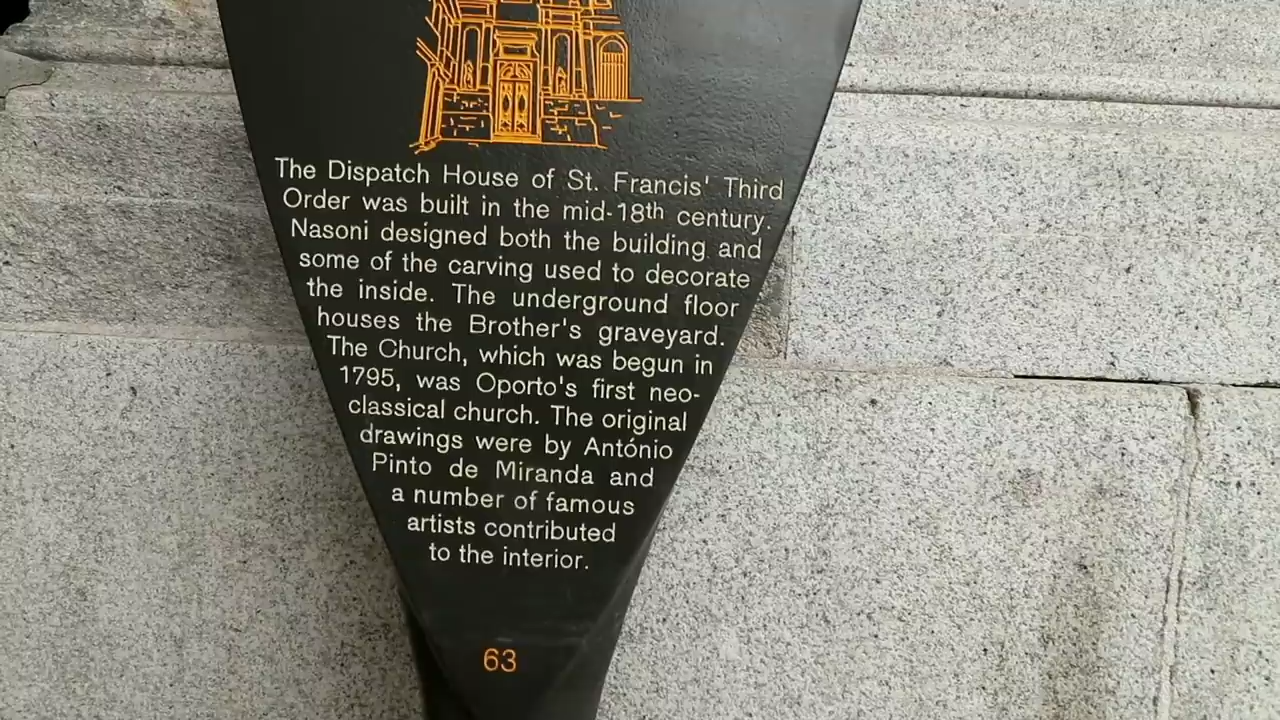 The Dispatch House of St. Francis' Third
Order was built in the mid-18th century.
Nasoni designed both the building and
some of the carving used to decorate
the inside. The underground floor
houses the Brother's graveyard.
The Church, which was begun in
1795, was Oporto's first neo-
classical church. The original
drawings were by António
Pinto de Miranda and
a number of famous
artists contributed
to the interior.
63